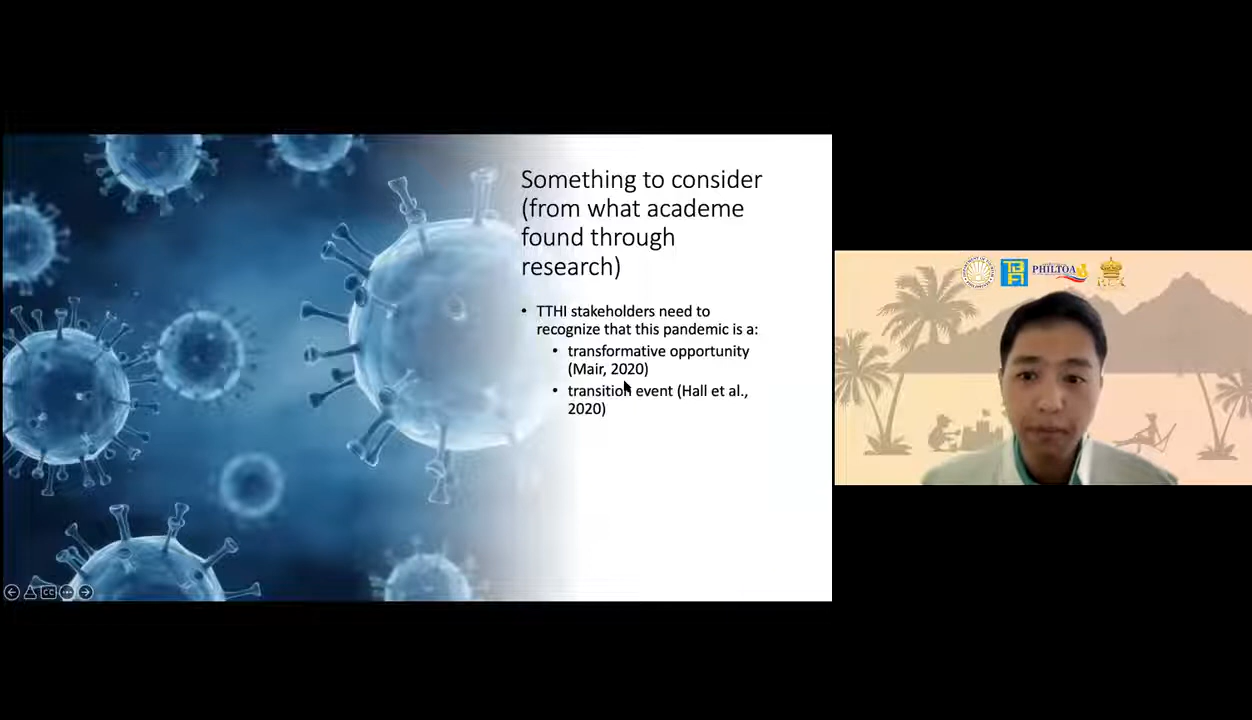 Something to consider
(from what academe
found through
research)
• TTHI stakeholders need to
recognize that this pandemic is a:
• transformative opportunity
(Mair, 2020)
• transition event (Hall et al.,
2020)
PHILTOA
CC